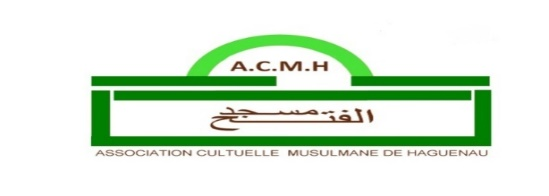 A.C.M.H
مسجد الفتح
ASSOCIATION CULTUELLE MUSULMANE DE HAGUENAU